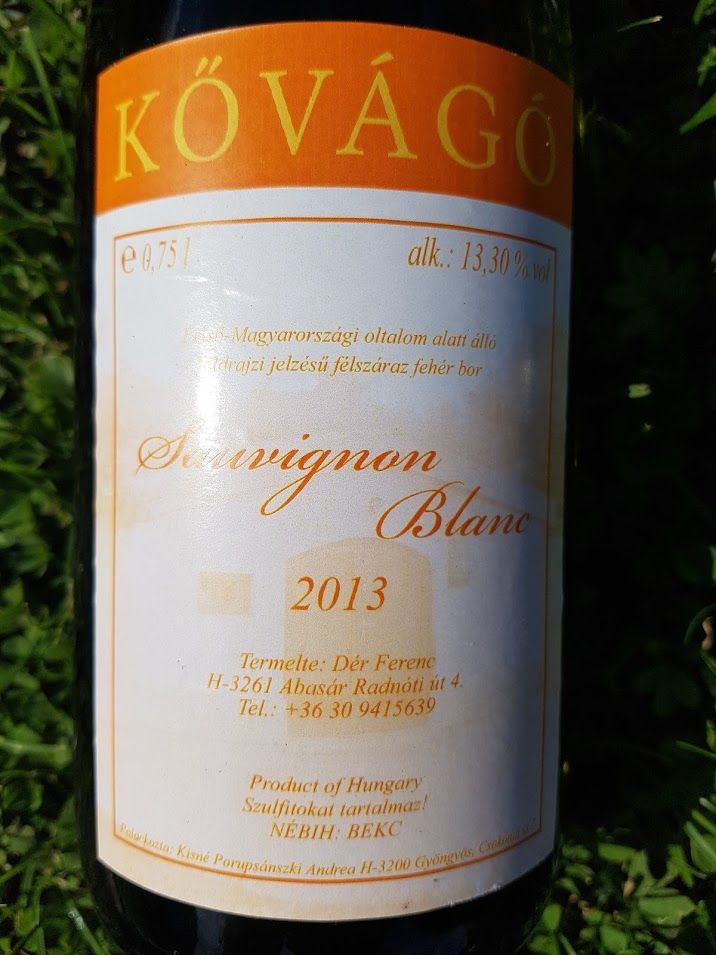 KŐVÁGÓ
e 0,75 l alk.: 13,30 % vol
Felső-Magyarországi oltalom alatt álló
földrajzi jelzésű félszáraz fehér bor
Sauvignon
Blanc
2013
Termelte: Dér Ferenc
H-3261 Abasár Radnóti út 4.
Tel.: +36 30 9415639
Product of Hungary
Szulfitokat tartalmaz!
NÉBIH: BEKC
Palackozta: Kisné Porupsánszki Andrea H-3200 Gyöngyös, Csokonai